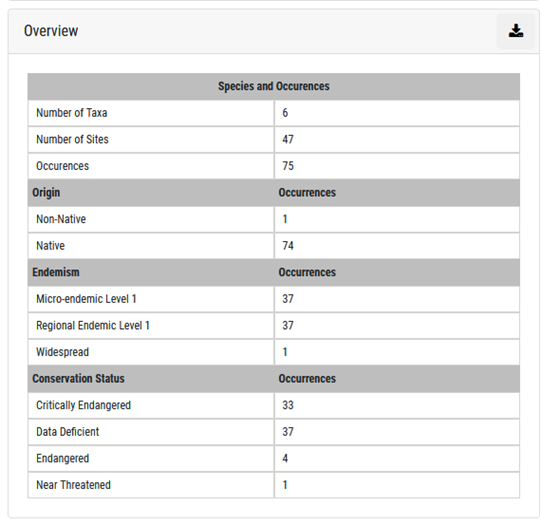 Overview
Species and Occurences
Number of Taxa 6
Number of Sites 47
Occurences 75
Origin Occurrences
Non-Native 1
Native 74
Endemism Occurrences
Micro-endemic Level 1 37
Regional Endemic Level 1 37
Widespread 1
Conservation Status Occurrences
Critically Endangered 33
Data Deficient 37
Endangered 4
Near Threatened 1